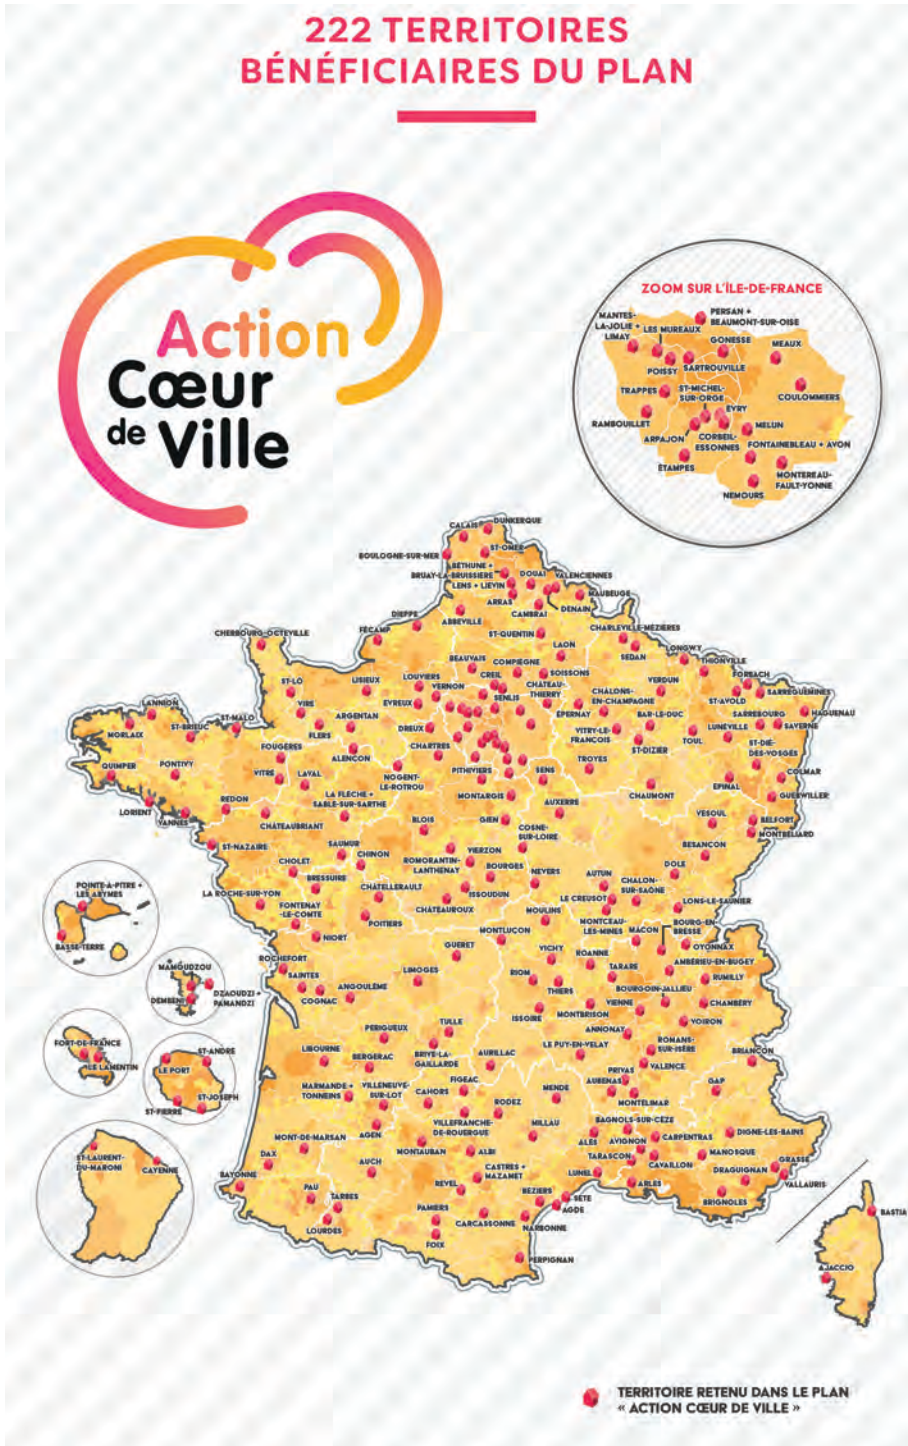 222 TERRITOIRES
BÉNÉFICIAIRES DU PLAN
Action
Cœur
de Ville
ZOOM SUR L'ÎLE-DE-FRANCE
MANTES-
LA-JOLIE +
LIMAY
LES MUREAUX
PERSAN +
BEAUMONT-SUR-OISE
GONESSE
MEAUX
POISSY
SARTROUVILLE
TRAPPES
ST-MICHEL-
SUR-ORGE
COULOMMIERS
EVRY
RAMBOUILLET
MELUN
ARPAJON
CORBEIL-
ESSONNES
FONTAINEBLEAU + AVON
ÉTAMPES
MONTEREAU-
FAULT-YONNE
NEMOURS
CALAIS
DUNKERQUE
BOULOGNE-SUR-MER
ST-OMER
BÉTHUNE +
BRUAY-LA-BRUISSIÈRE
DOUAI
VALENCIENNES
LENS + LIÉVIN
MAUBEUGE
ARRAS
DENAIN
CAMBRAI
DIEPPE
ABBEVILLE
FÉCAMP
ST-QUENTIN
CHARLEVILLE-MÉZIÈRES
CHERBOURG-OCTEVILLE
LAON
SEDAN
LONGWY
THIONVILLE
BEAUVAIS
COMPIÈGNE
SOISSONS
FORBACH
ST-LÔ
LISIEUX
LOUVIERS
CREIL
VERNON
SENLIS
CHÂTEAU-
THIERRY
CHALONS-
EN-CHAMPAGNE
VERDUN
ST-AVOLD
SARREGUEMINES
LANNION
VIRE
EVREUX
ÉPERNAY
BAR-LE-DUC
SARREBOURG
HAGUENAU
ST-BRIEUC
ST-MALO
ARGENTAN
DREUX
VITRY-LE-
FRANÇOIS
LUNÉVILLE
SAVERNE
MORLAIX
FLERS
ST-DIZIER
TOUL
ST-DIÉ-
DES-VOSGES
FOUGÈRES
ALENÇON
CHARTRES
TROYES
QUIMPER
PONTIVY
VITRÉ
LAVAL
NOGENT-
LE-ROTROU
PITHIVIERS
SENS
CHAUMONT
EPINAL
COLMAR
LA FLÈCHE +
SABLÉ-SUR-SARTHE
MONTARGIS
GUEBWILLER
LORIENT
VANNES
REDON
CHÂTEAUBRIANT
BLOIS
GIEN
AUXERRE
VESOUL
BELFORT
MONTBÉLIARD
COSNE-
SUR-LOIRE
ST-NAZAIRE
SAUMUR
CHINON
VIERZON
BESANÇON
CHOLET
ROMORANTIN-
LANTHENAY
BOURGES
NEVERS
AUTUN
DOLE
BRESSUIRE
CHALON-
SUR-SAÔNE
LA ROCHE-SUR-YON
CHÂTELLERAULT
ISSOUDUN
LE CREUSOT
LONS-LE-SAUNIER
FONTENAY
-LE-COMTE
CHÂTEAUROUX
MOULINS
MONTCEAU-
LES-MINES
MÂCON
BOURG-EN-
BRESSE
POITIERS
NIORT
GUERET
MONTLUÇON
VICHY
OYONNAX
ROCHEFORT
ROANNE
AMBÉRIEU-EN-BUGEY
SAINTES
LIMOGES
RIOM
TARARE
RUMILLY
COGNAC
ANGOULÊME
THIERS
BOURGOIN-JALLIEU
VIENNE
CHAMBÉRY
ISSOIRE
MONTBRISON
VOIRON
PÉRIGUEUX
TULLE
ANNONAY
LIBOURNE
LE PUY-EN-VELAY
ROMANS-
SUR-ISÈRE
BRIANÇON
BERGERAC
BRIVE-LA-
GAILLARDE
AURILLAC
PRIVAS
VALENCE
MARMANDE +
TONNEINS
VILLENEUVE-
SUR-LOT
FIGEAC
CAHORS
MENDE
AUBENAS
GAP
MONTÉLIMAR
RODEZ
BAGNOLS-SUR-CÈZE
VILLEFRANCHE-
DE-ROUERGUE
MILLAU
DIGNE-LES-BAINS
MONT-DE-MARSAN
AGEN
ALÈS
AVIGNON
CARPENTRAS
MONTAUBAN
ALBI
MANOSQUE
DAX
AUCH
TARASCON
CAVAILLON
GRASSE
CASTRES +
MAZAMET
LUNEL
DRAGUIGNAN
VALLAURIS
BAYONNE
REVEL
BEZIERS
SÈTE
ARLES
BRIGNOLES
PAU
TARBES
AGDE
PAMIERS
CARCASSONNE
NARBONNE
LOURDES
FOIX
PERPIGNAN
BASTIA
AJACCIO
POINTE-À-PITRE +
LES ABYMES
BASSE-TERRE
MAMOUDZOU
DEMBÉNI
DZAOUDZI +
PAMANDZI
FORT-DE-FRANCE
LE LAMENTIN
ST-ANDRÉ
LE PORT
ST-JOSEPH
ST-PIERRE
ST-LAURENT-
DU-MARONI
CAYENNE
TERRITOIRE RETENU DANS LE PLAN
« ACTION CŒUR DE VILLE »